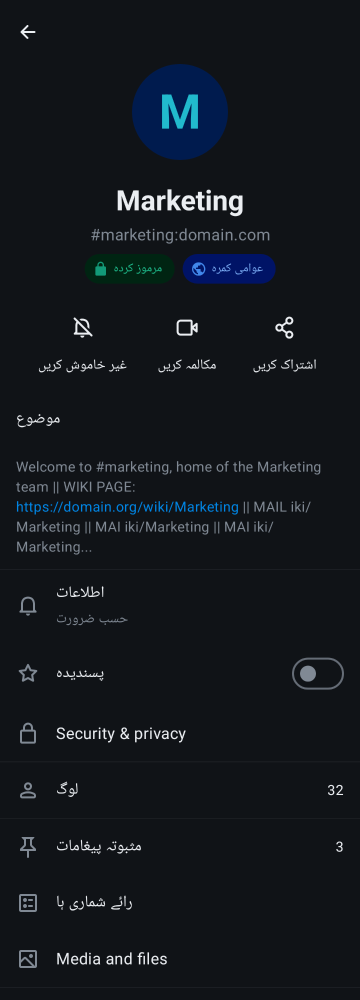 M
Marketing
#marketing:domain.com
مرموز کردہ
عوامی کمرہ
غیر خاموش کریں
مکالمہ کریں
اشتراک کریں
موضوع
Welcome to #marketing, home of the Marketing
team || WIKI PAGE:
https://domain.org/wiki/Marketing || MAIL iki/
Marketing || MAI iki/Marketing || MAI iki/
Marketing...
اطلاعات
حسب ضرورت
پسندیدہ
Security & privacy
لوگ
32
مثبوتہ پیغامات
3
رائے شماری ہا
Media and files